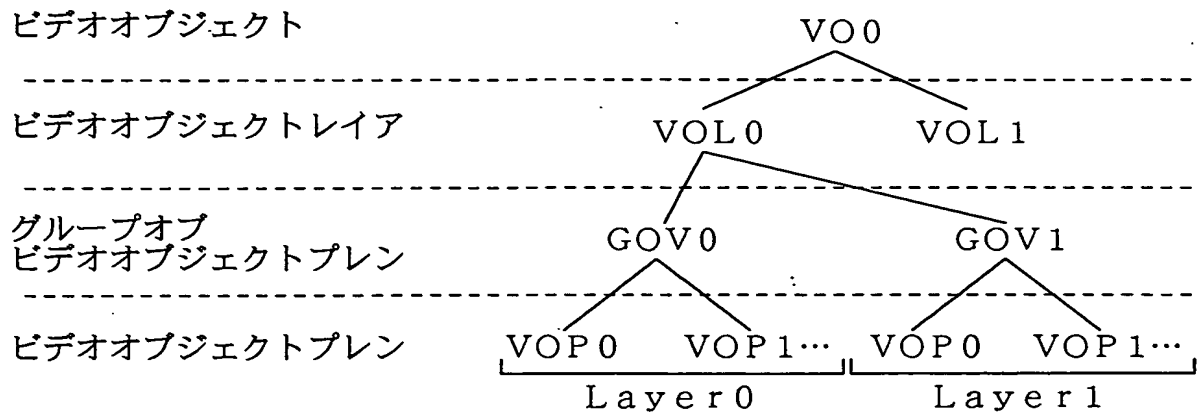 ビデオオブジェクト VO0
ビデオオブジェクトレイア VOL0 VOL1
グループオブ
ビデオオブジェクトプレン GOV0 GOV1
ビデオオブジェクトプレン VOP0 VOP1… VOP0 VOP1…
Layer0 Layer1